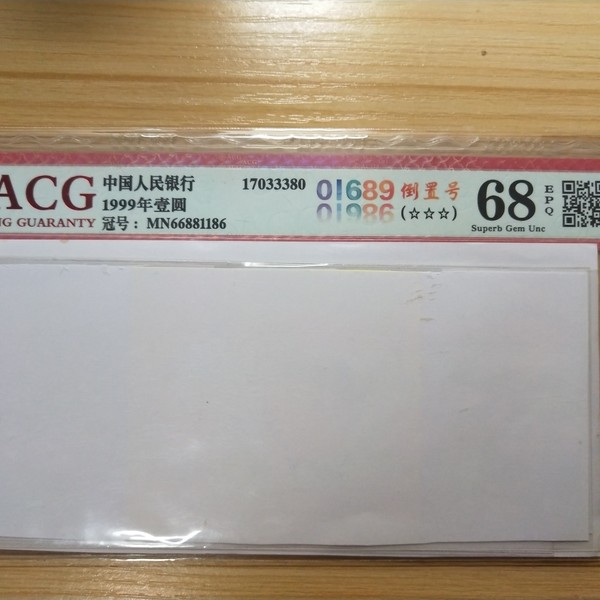 ACG
NG GUARANTY
中国人民银行 17033380
1999年壹圆
冠号：MN66881186
01689 倒置号
01986 (☆☆☆)
68 EPQ
Superb Gem Unc